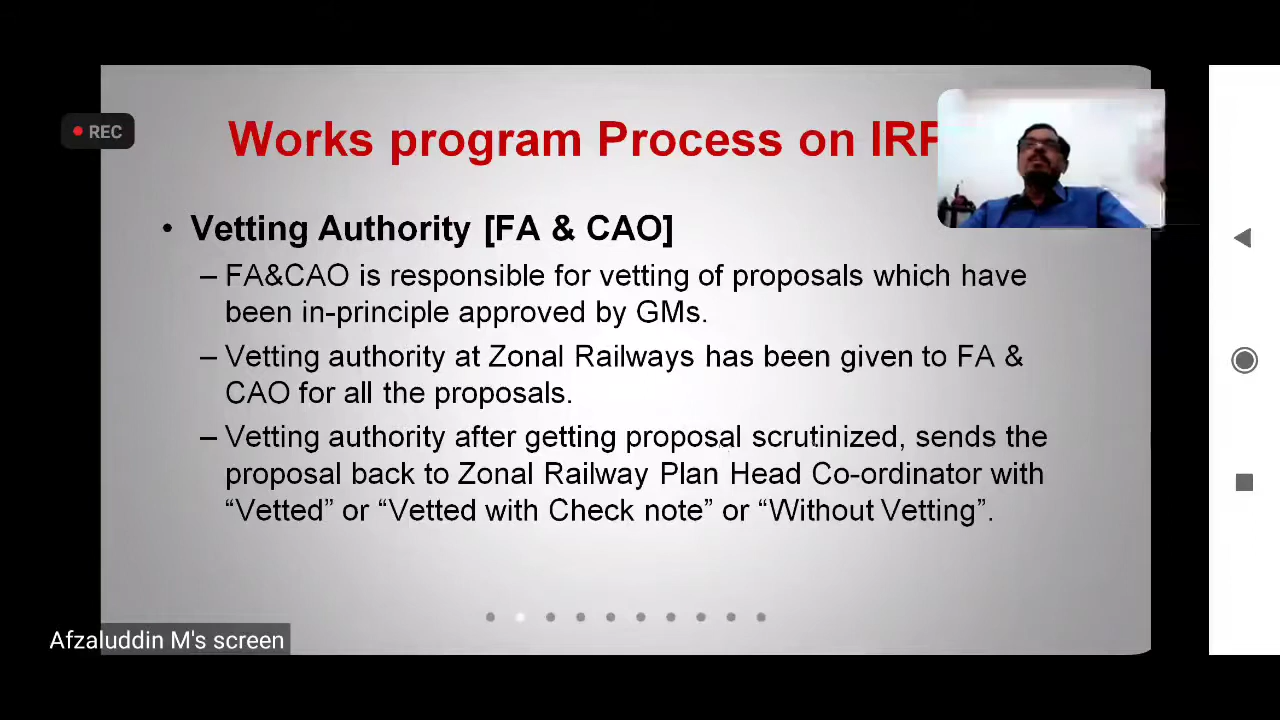 REC
Works program Process on IRP
• Vetting Authority [FA & CAO]
– FA&CAO is responsible for vetting of proposals which have
been in-principle approved by GMs.
– Vetting authority at Zonal Railways has been given to FA &
CAO for all the proposals.
– Vetting authority after getting proposal scrutinized, sends the
proposal back to Zonal Railway Plan Head Co-ordinator with
“Vetted” or “Vetted with Check note” or “Without Vetting”.
Afzaluddin M's screen